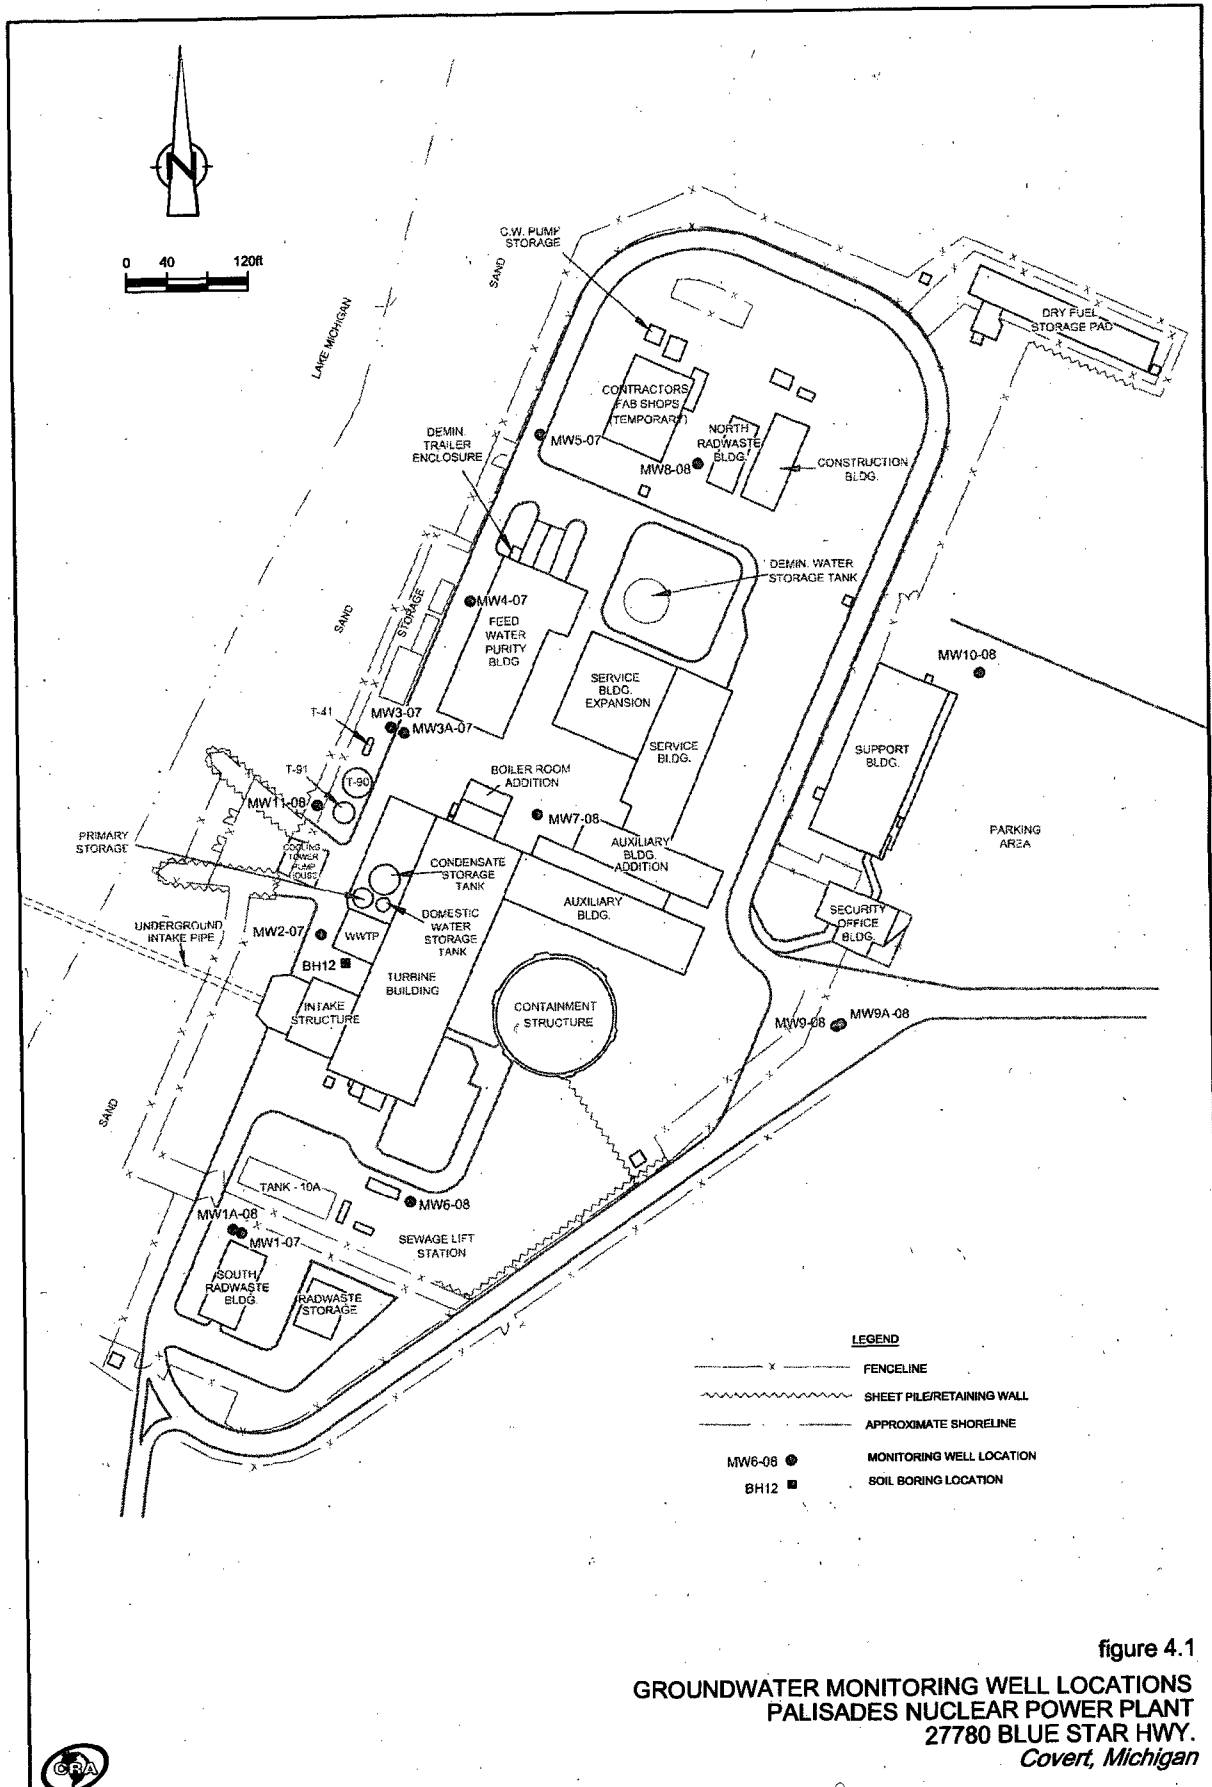 N
0 40 120ft
C.W. PUMP
STORAGE
SAND
LAKE MICHIGAN
DRY FUEL
STORAGE PAD
CONTRACTORS
FAB SHOPS
(TEMPORARY)
DEMIN.
TRAILER
ENCLOSURE
MW5-07
NORTH
RADWASTE
BLDG.
MW8-08
CONSTRUCTION
BLDG.
DEMIN. WATER
STORAGE TANK
STORAGE
SAND
MW4-07
FEED
WATER
PURITY
BLDG
MW10-08
SERVICE
BLDG.
EXPANSION
T-41
MW3-07
MW3A-07
SERVICE
BLDG.
SUPPORT
BLDG.
T-91
T-90
BOILER ROOM
ADDITION
MW11-08
MW7-08
PARKING
AREA
PRIMARY
STORAGE
COOLING
TOWER
PUMP
HOUSE
CONDENSATE
STORAGE
TANK
AUXILIARY
BLDG.
ADDITION
AUXILIARY
BLDG.
DOMESTIC
WATER
STORAGE
TANK
SECURITY
OFFICE
BLDG.
UNDERGROUND
INTAKE PIPE
MW2-07
WWTP
BH12
TURBINE
BUILDING
INTAKE
STRUCTURE
CONTAINMENT
STRUCTURE
MW9-08
MW9A-08
SAND
TANK - 10A
MW6-08
MW1A-08
MW1-07
SEWAGE LIFT
STATION
SOUTH
RADWASTE
BLDG.
RADWASTE
STORAGE
LEGEND
FENCELINE
SHEET PILE/RETAINING WALL
APPROXIMATE SHORELINE
MW6-08 MONITORING WELL LOCATION
BH12 SOIL BORING LOCATION
figure 4.1
GROUNDWATER MONITORING WELL LOCATIONS
PALISADES NUCLEAR POWER PLANT
27780 BLUE STAR HWY.
Covert, Michigan
CRA